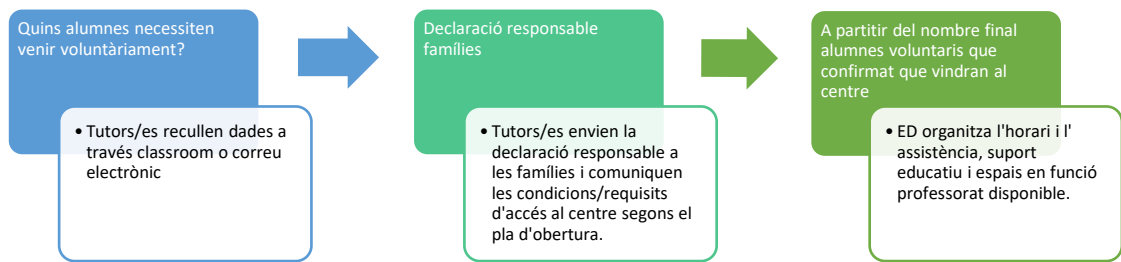 Quins alumnes necessiten
venir voluntàriament?
• Tutors/es recullen dades a
través classroom o correu
electrònic
Declaració responsable
famílies
• Tutors/es envien la
declaració responsable a
les famílies i comuniquen
les condicions/requisits
d'accés al centre segons el
pla d'obertura.
A partitir del nombre final
alumnes voluntaris que
confirmat que vindran al
centre
• ED organitza l'horari i l'
assistència, suport
educatiu i espais en funció
professorat disponible.